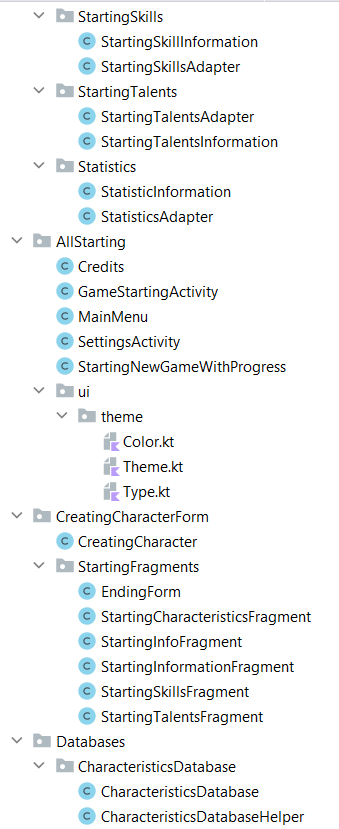 StartingSkills
StartingSkillInformation
StartingSkillsAdapter
StartingTalents
StartingTalentsAdapter
StartingTalentsInformation
Statistics
StatisticInformation
StatisticsAdapter
AllStarting
Credits
GameStartingActivity
MainMenu
SettingsActivity
StartingNewGameWithProgress
ui
theme
Color.kt
Theme.kt
Type.kt
CreatingCharacterForm
CreatingCharacter
StartingFragments
EndingForm
StartingCharacteristicsFragment
StartingInfoFragment
StartingInformationFragment
StartingSkillsFragment
StartingTalentsFragment
Databases
CharacteristicsDatabase
CharacteristicsDatabase
CharacteristicsDatabaseHelper